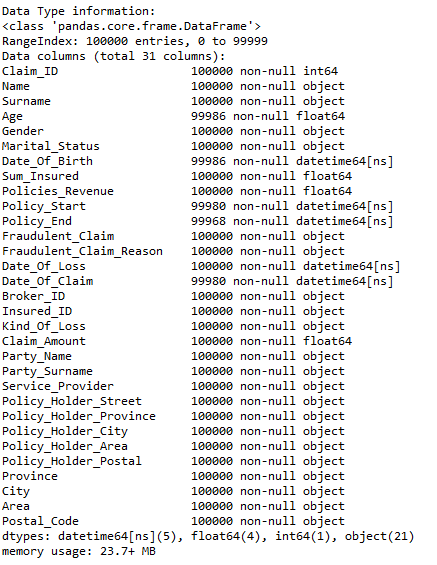 Data Type information:
<class 'pandas.core.frame.DataFrame'>
RangeIndex: 100000 entries, 0 to 99999
Data columns (total 31 columns):
Claim_ID                  100000 non-null int64
Name                      100000 non-null object
Surname                   100000 non-null object
Age                       99986 non-null float64
Gender                    100000 non-null object
Marital_Status            100000 non-null object
Date_Of_Birth             99986 non-null datetime64[ns]
Sum_Insured               100000 non-null float64
Policies_Revenue          100000 non-null float64
Policy_Start              99980 non-null datetime64[ns]
Policy_End                99968 non-null datetime64[ns]
Fraudulent_Claim          100000 non-null object
Fraudulent_Claim_Reason   100000 non-null object
Date_Of_Loss              100000 non-null datetime64[ns]
Date_Of_Claim             99980 non-null datetime64[ns]
Broker_ID                 100000 non-null object
Insured_ID                100000 non-null object
Kind_Of_Loss              100000 non-null object
Claim_Amount              100000 non-null float64
Party_Name                100000 non-null object
Party_Surname             100000 non-null object
Service_Provider          100000 non-null object
Policy_Holder_Street      100000 non-null object
Policy_Holder_Province    100000 non-null object
Policy_Holder_City        100000 non-null object
Policy_Holder_Area        100000 non-null object
Policy_Holder_Postal      100000 non-null object
Province                  100000 non-null object
City                      100000 non-null object
Area                      100000 non-null object
Postal_Code               100000 non-null object
dtypes: datetime64[ns](5), float64(4), int64(1), object(21)
memory usage: 23.7+ MB